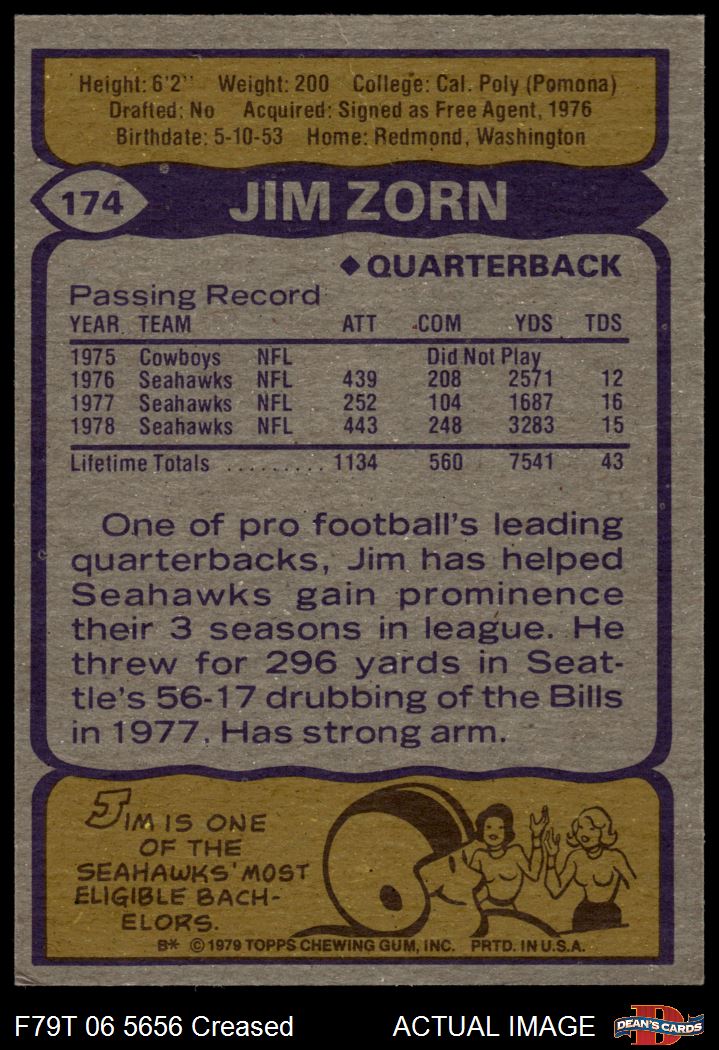 Height: 6'2" Weight: 200 College: Cal. Poly (Pomona)
Drafted: No Acquired: Signed as Free Agent, 1976
Birthdate: 5-10-53 Home: Redmond, Washington
174 JIM ZORN
◆ QUARTERBACK
Passing Record
YEAR TEAM ATT COM YDS TDS
1975 Cowboys NFL Did Not Play
1976 Seahawks NFL 439 208 2571 12
1977 Seahawks NFL 252 104 1687 16
1978 Seahawks NFL 443 248 3283 15
Lifetime Totals ......... 1134 560 7541 43
One of pro football's leading
quarterbacks, Jim has helped
Seahawks gain prominence
their 3 seasons in league. He
threw for 296 yards in Seat-
tle's 56-17 drubbing of the Bills
in 1977. Has strong arm.
JIM IS ONE
OF THE
SEAHAWKS' MOST
ELIGIBLE BACH-
ELORS.
B* © 1979 TOPPS CHEWING GUM, INC. PRTD. IN U.S.A.
F79T 06 5656 Creased ACTUAL IMAGE
D
DEAN'S CARDS